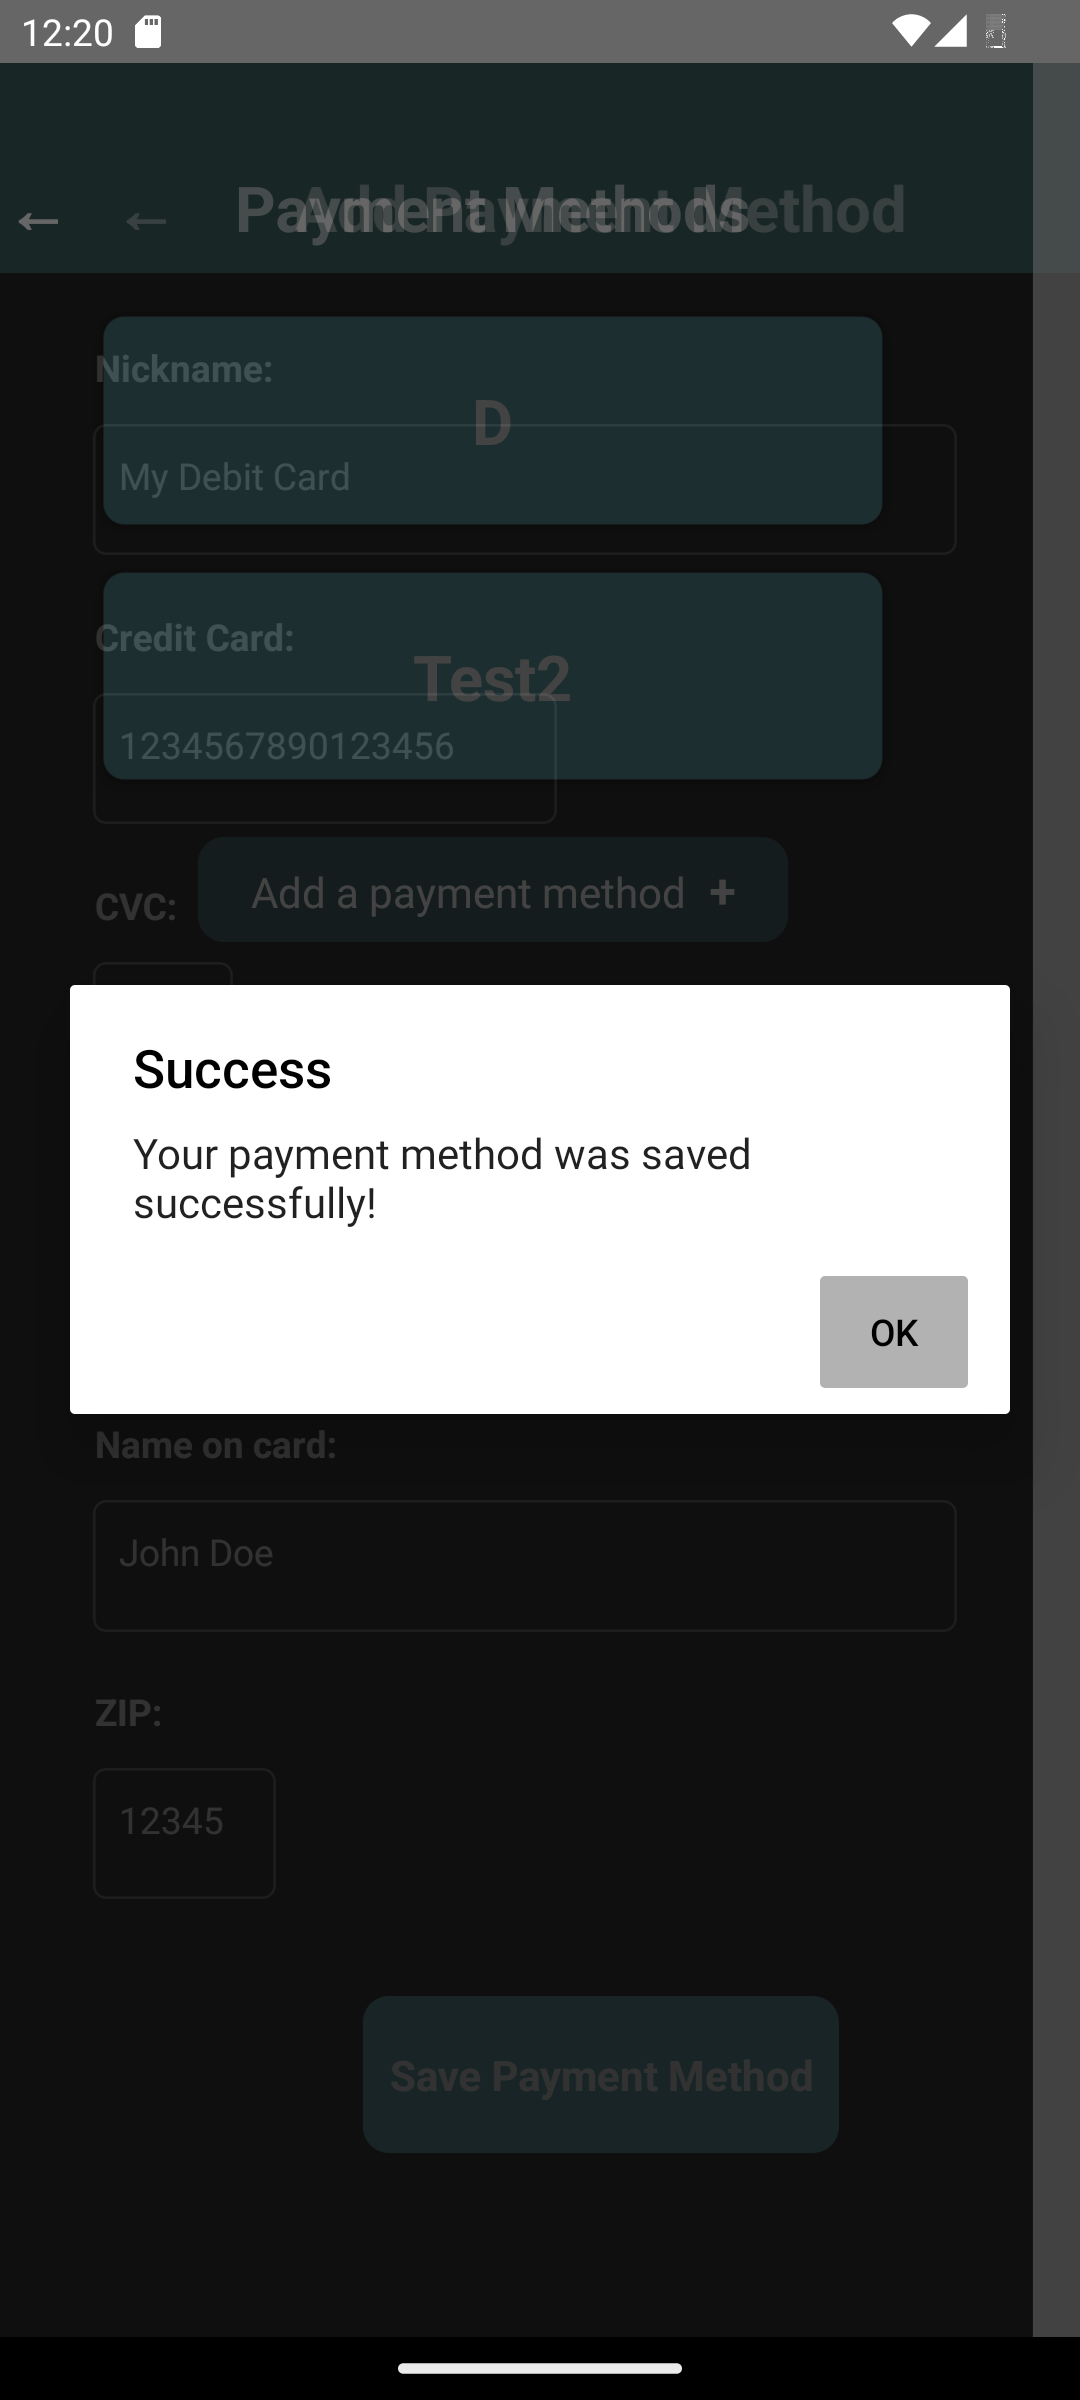 12:20
Payment Methods
Add Payment Method
Nickname:
D
My Debit Card
Credit Card:
Test2
1234567890123456
CVC:
Add a payment method +
Success
Your payment method was saved
successfully!
OK
Name on card:
John Doe
ZIP:
12345
Save Payment Method